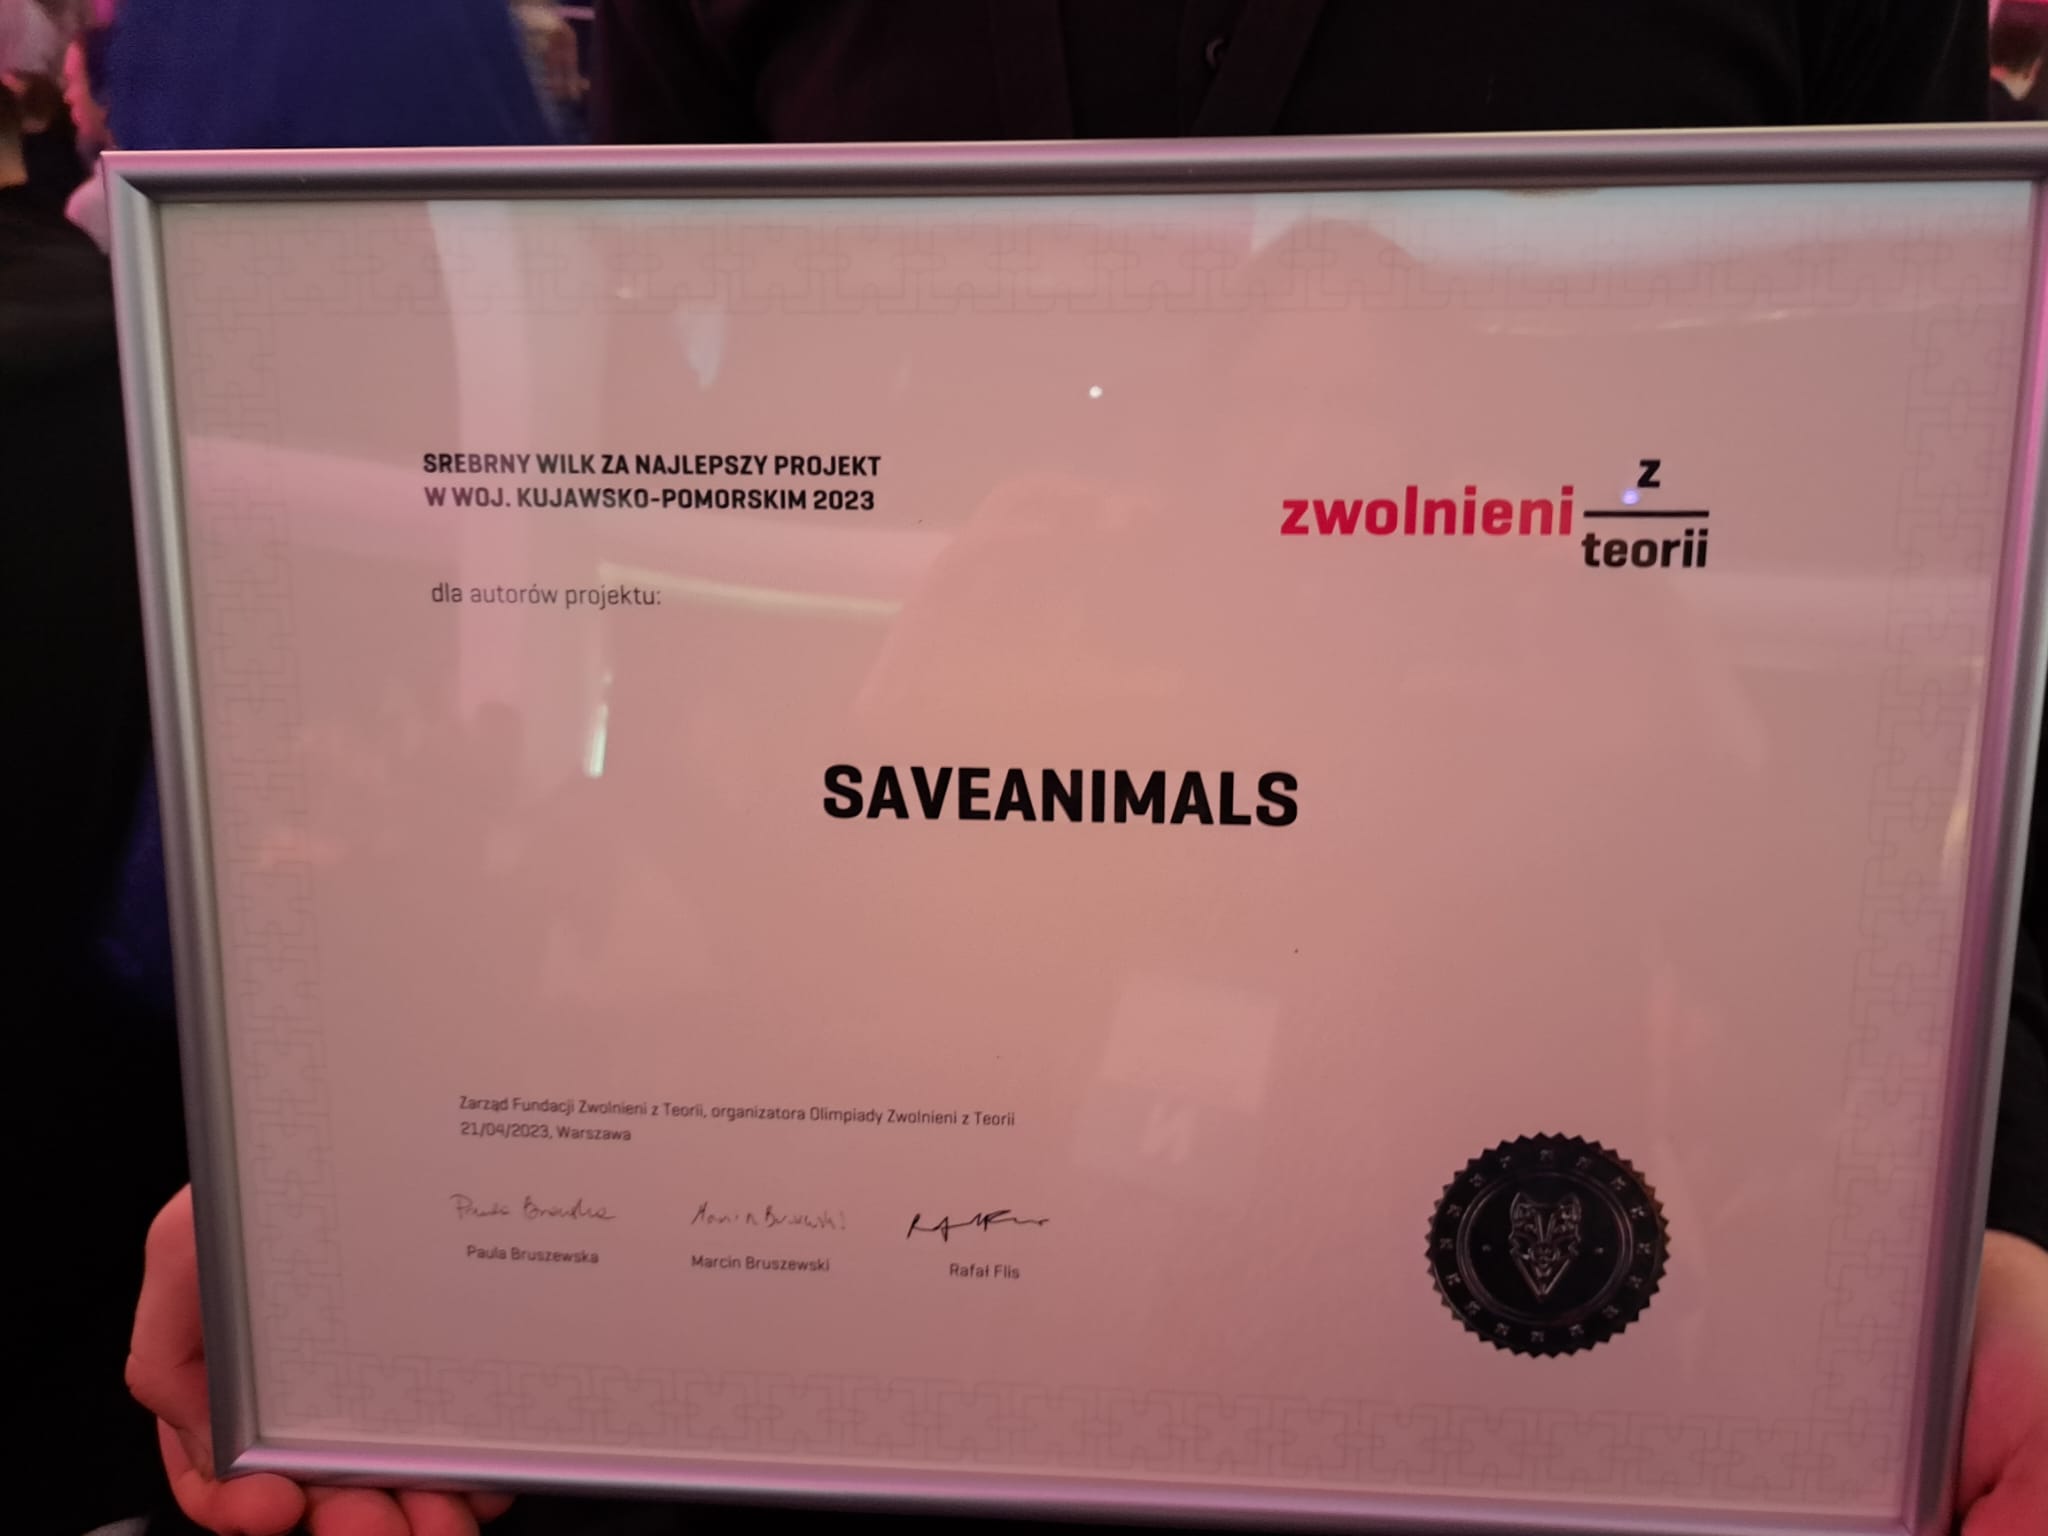 SREBRNY WILK ZA NAJLEPSZY PROJEKT
W WOJ. KUJAWSKO-POMORSKIM 2023
zwolnieni z teorii
dla autorów projektu:
SAVEANIMALS
Zarząd Fundacji Zwolnieni z Teorii, organizatora Olimpiady Zwolnieni z Teorii
21/04/2023, Warszawa
Paula Bruszewska
Marcin Bruszewski
Rafał Flis